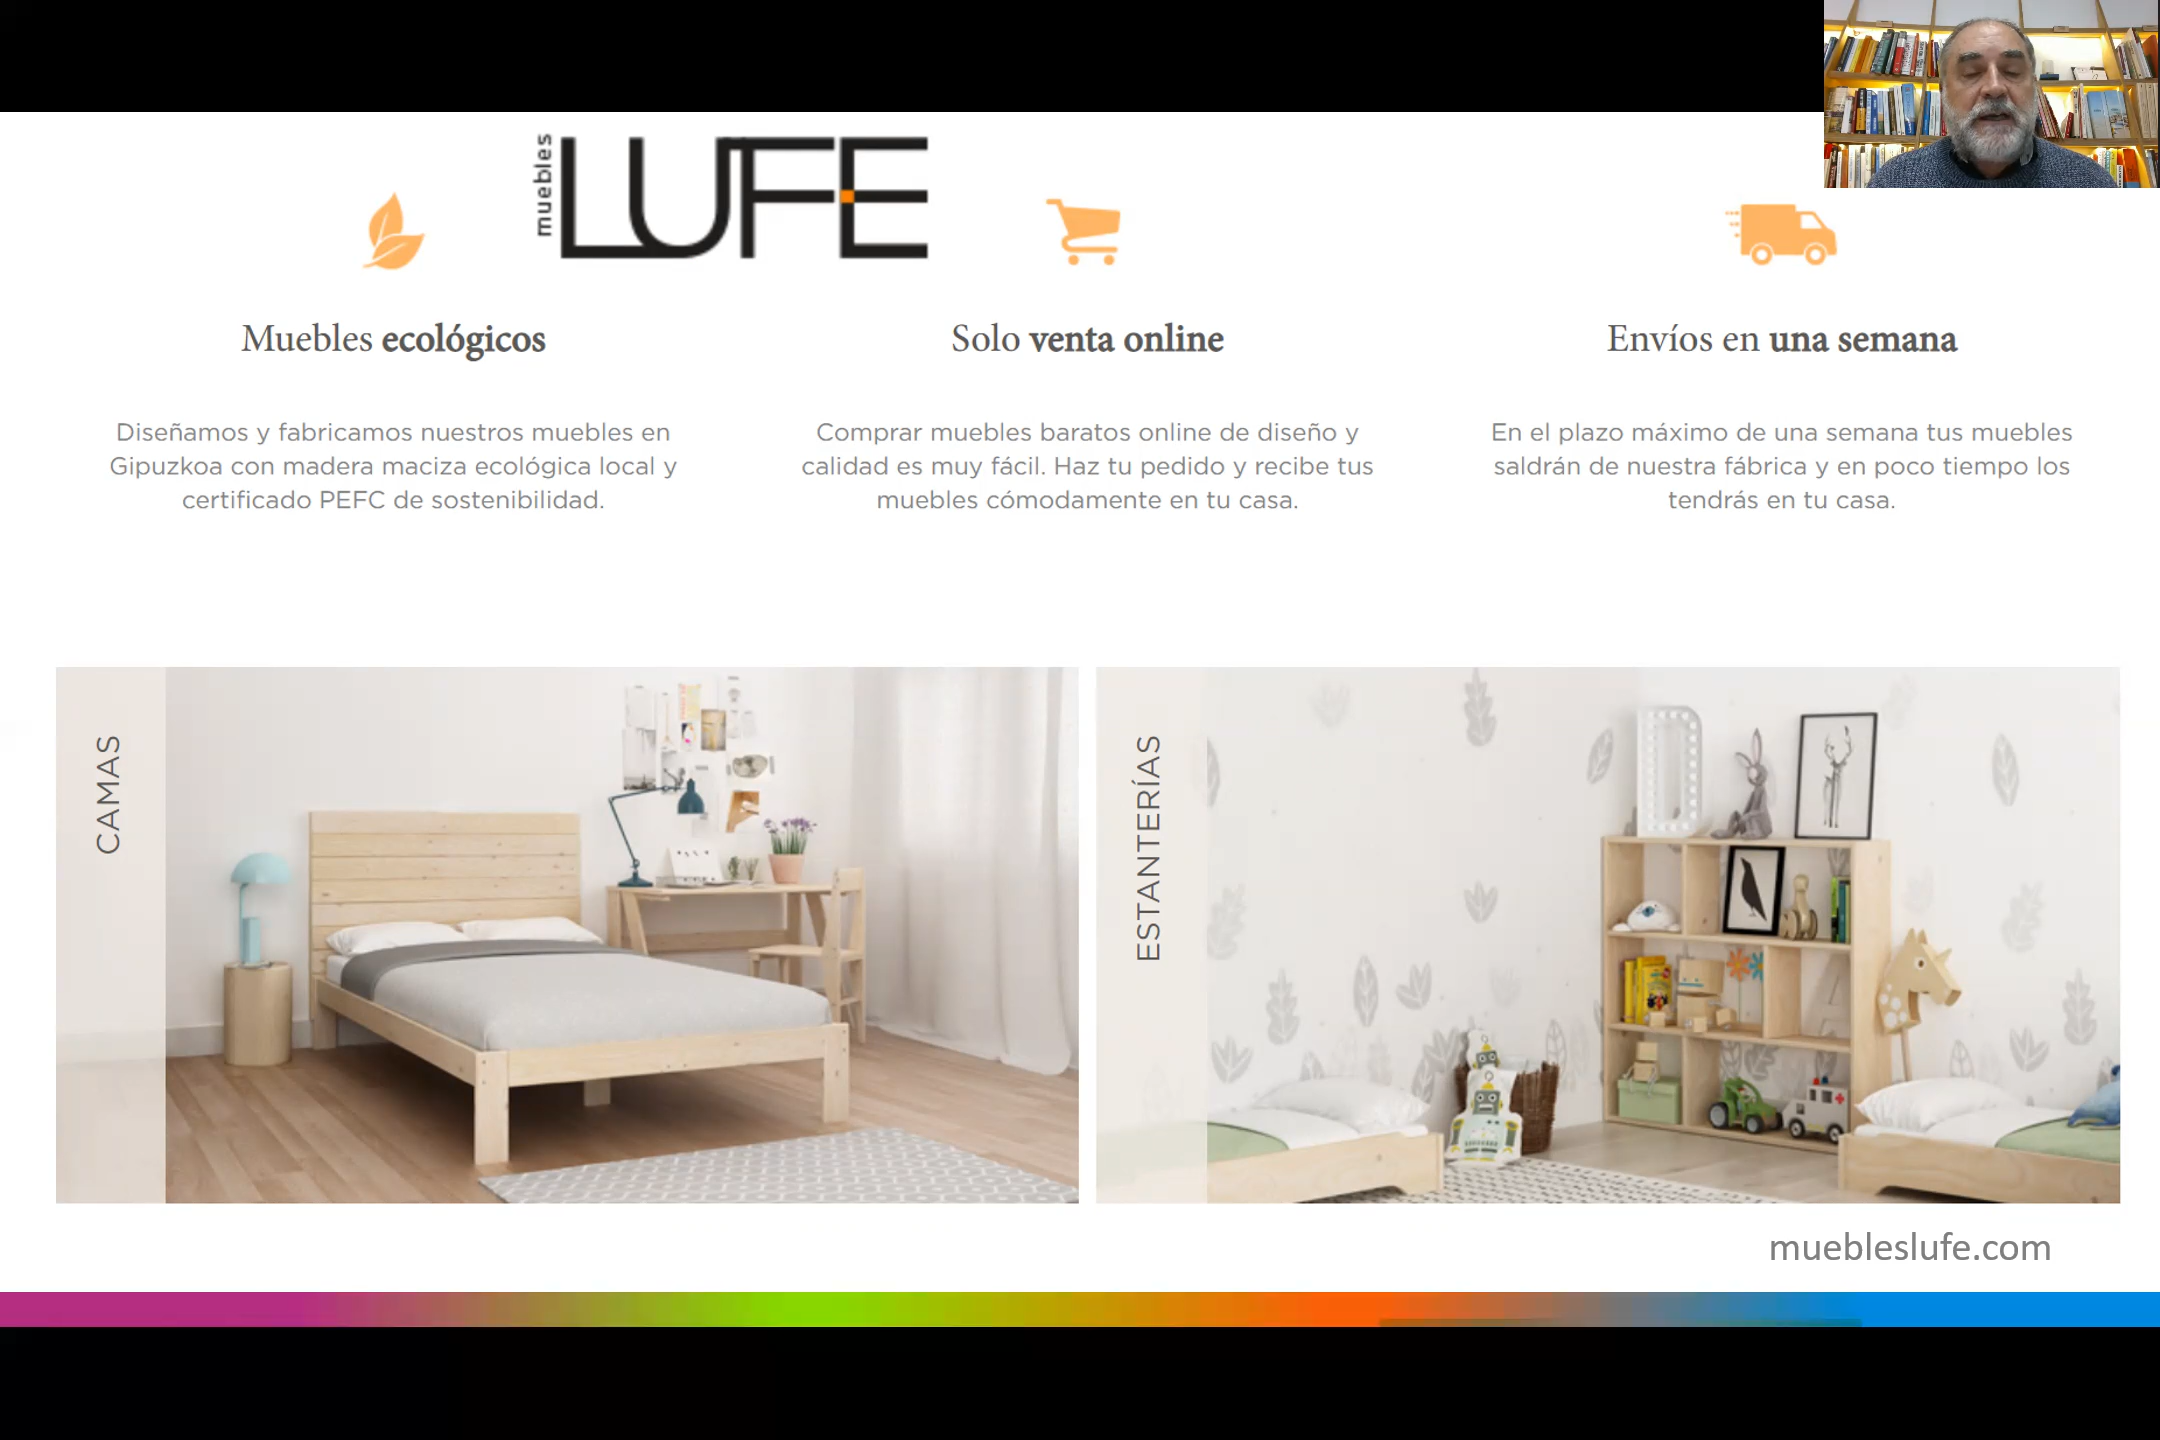 muebles
LUFE
Muebles ecológicos
Diseñamos y fabricamos nuestros muebles en
Gipuzkoa con madera maciza ecológica local y
certificado PEFC de sostenibilidad.
Solo venta online
Comprar muebles baratos online de diseño y
calidad es muy fácil. Haz tu pedido y recibe tus
muebles cómodamente en tu casa.
Envíos en una semana
En el plazo máximo de una semana tus muebles
saldrán de nuestra fábrica y en poco tiempo los
tendrás en tu casa.
CAMAS
ESTANTERÍAS
D
muebleslufe.com